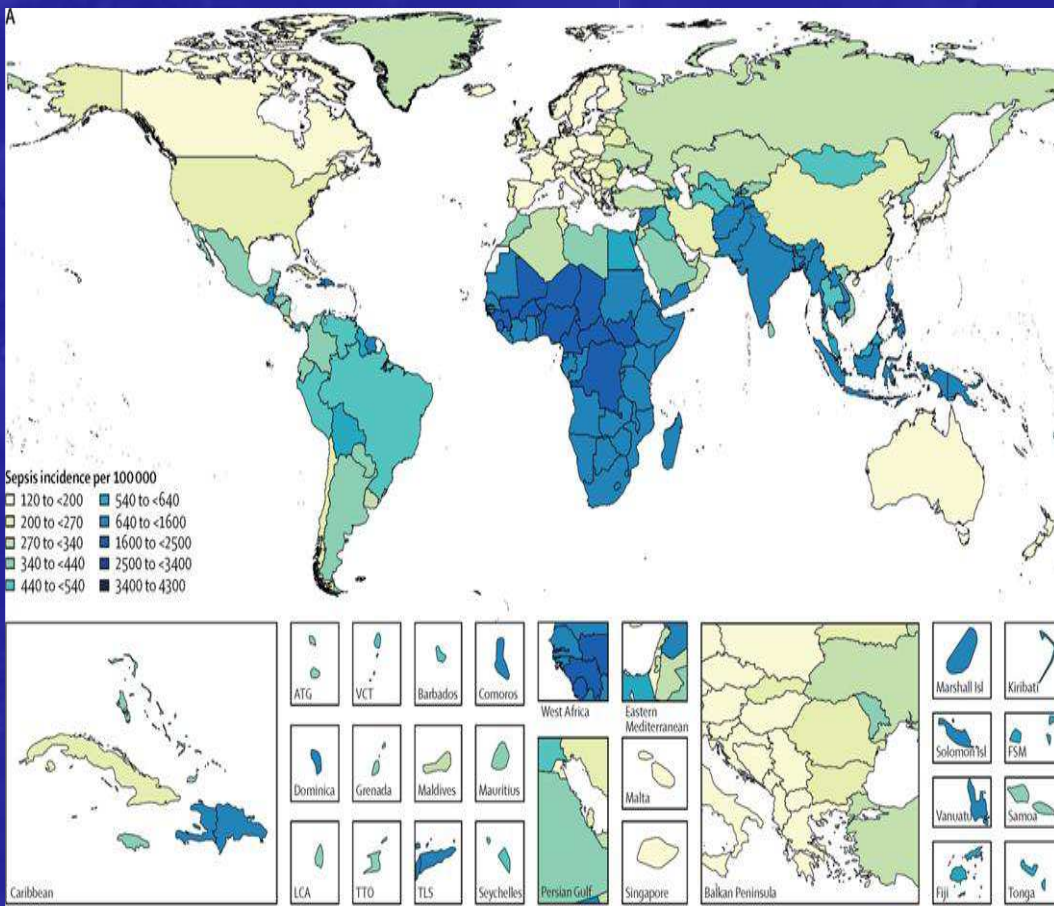 A
Sepsis incidence per 100 000
120 to <200
200 to <270
270 to <340
340 to <440
440 to <540
540 to <640
640 to <1600
1600 to <2500
2500 to <3400
3400 to 4300
Caribbean
ATG
VCT
Barbados
Comoros
Dominica
Grenada
Maldives
Mauritius
LCA
TTO
TLS
Seychelles
West Africa
Eastern
Mediterranean
Persian Gulf
Malta
Singapore
Balkan Peninsula
Marshall Isl
Kiribati
Solomon Isl
FSM
Vanuatu
Samoa
Fiji
Tonga